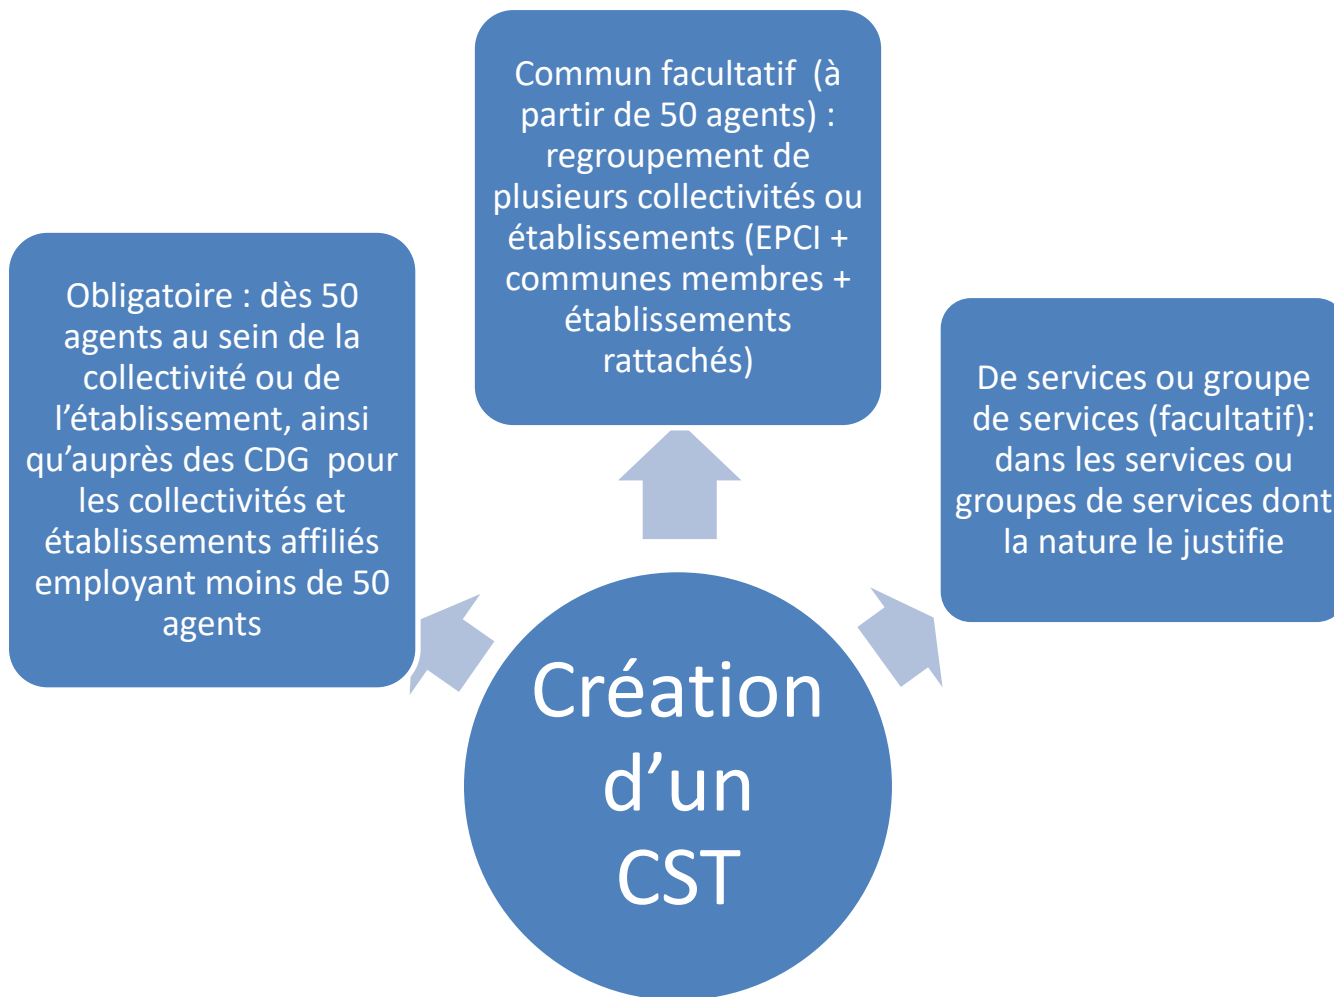 Commun facultatif  (à
partir de 50 agents) :
regroupement de
plusieurs collectivités ou
établissements (EPCI +
communes membres +
établissements
rattachés)
Obligatoire : dès 50
agents au sein de la
collectivité ou de
l’établissement, ainsi
qu’auprès des CDG  pour
les collectivités et
établissements affiliés
employant moins de 50
agents
De services ou groupe
de services (facultatif):
dans les services ou
groupes de services dont
la nature le justifie
Création
d’un
CST